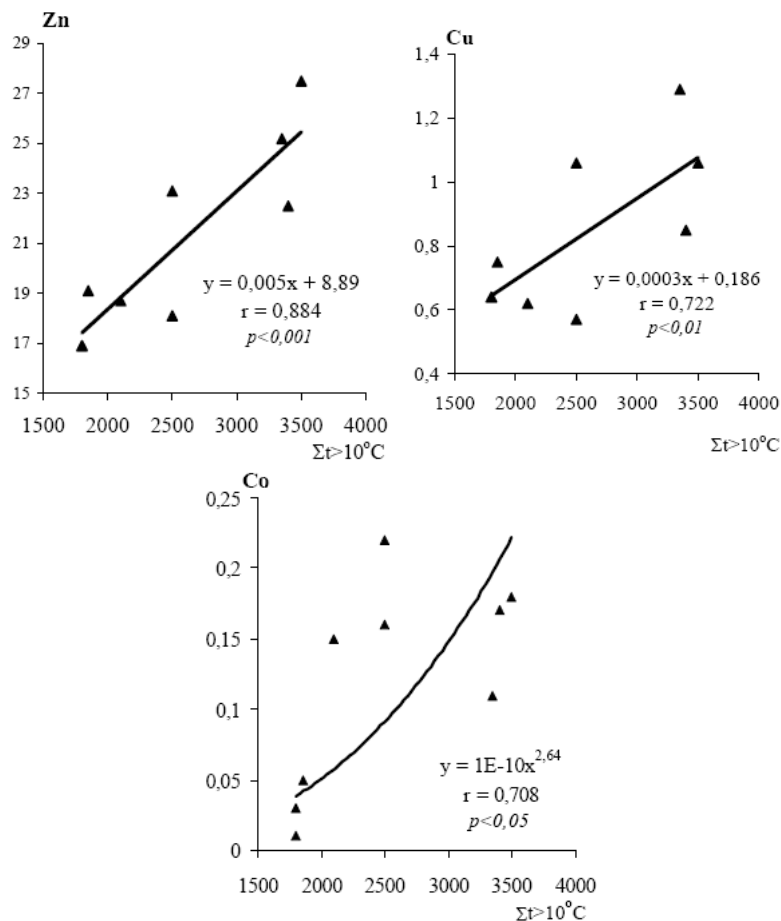 Zn
29
27
25
23
21
19
17
15
y = 0,005x + 8,89
r = 0,884
p<0,001
1500 2000 2500 3000 3500 4000
Σt>10°C
Cu
1,4
1,2
1
0,8
0,6
0,4
y = 0,0003x + 0,186
r = 0,722
p<0,01
1500 2000 2500 3000 3500 4000
Σt>10°C
Co
0,25
0,2
0,15
0,1
0,05
0
y = 1E-10x^2,64
r = 0,708
p<0,05
1500 2000 2500 3000 3500 4000
Σt>10°C